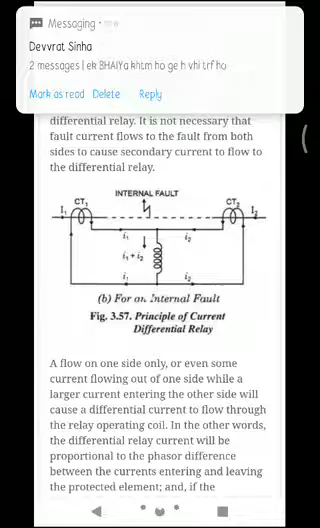 Messaging • now
Devvrat Sinha
2 messages | ek BHAIYa khtm ho ge h vhi trf ho
Mark as read Delete Reply
differential relay. It is not necessary that
fault current flows to the fault from both
sides to cause secondary current to flow to
the differential relay.
INTERNAL FAULT
CT1 CT2
I1 I2
i1 i2
i1 + i2
i1 i2
(b) For an Internal Fault
Fig. 3.57. Principle of Current
Differential Relay
A flow on one side only, or even some
current flowing out of one side while a
larger current entering the other side will
cause a differential current to flow through
the relay operating coil. In the other words,
the differential relay current will be
proportional to the phasor difference
between the currents entering and leaving
the protected element; and, if the